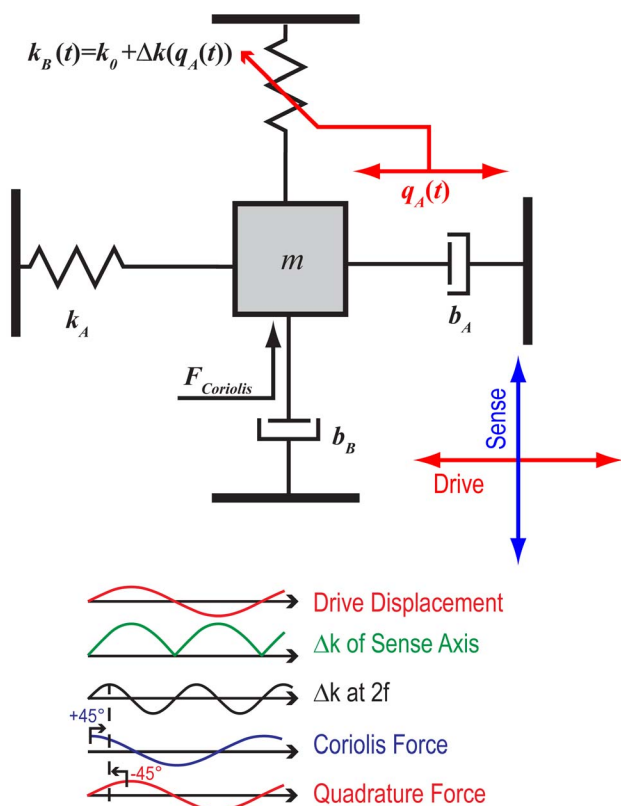 k_B(t)=k_0+Δk(q_A(t))
q_A(t)
m
k_A
b_A
F_Coriolis
b_B
Sense
Drive
Drive Displacement
Δk of Sense Axis
Δk at 2f
+45°
Coriolis Force
-45°
Quadrature Force